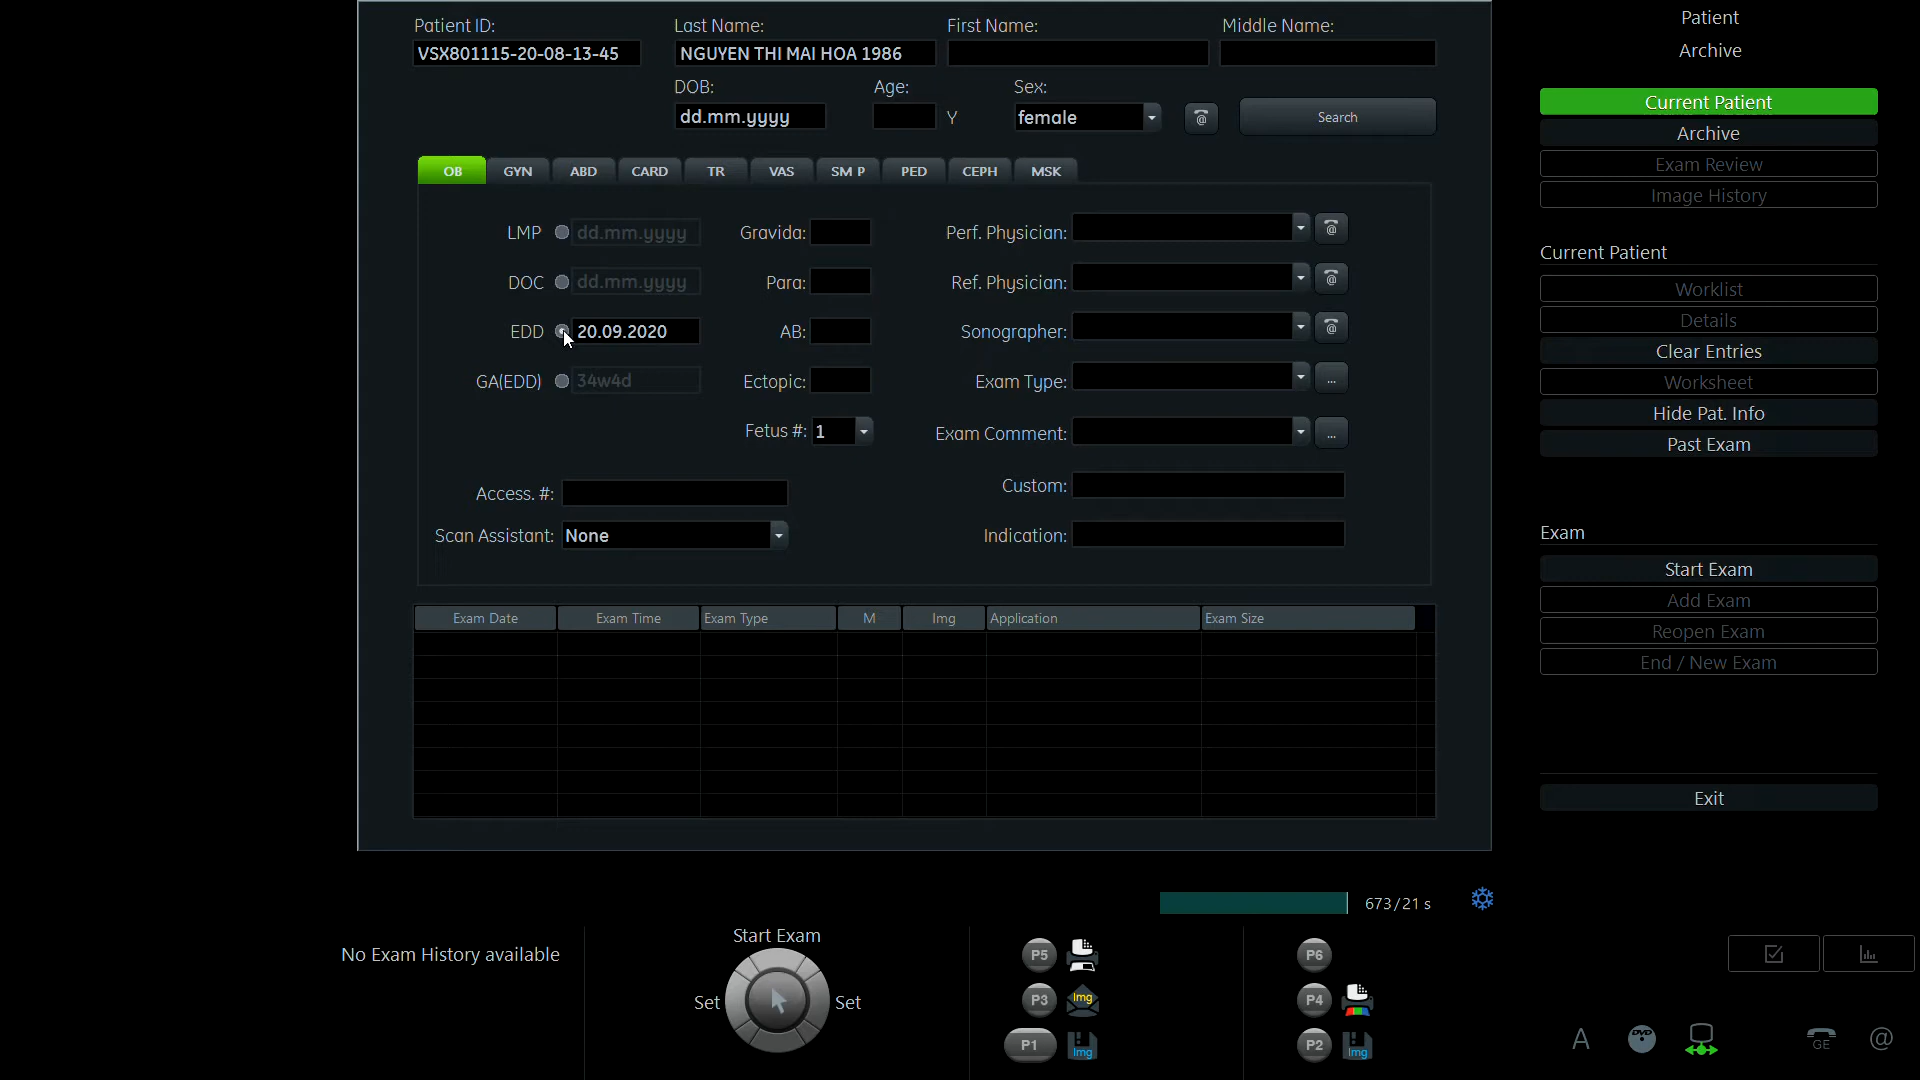 Patient ID: Last Name: First Name: Middle Name:
VSX801115-20-08-13-45 NGUYEN THI MAI HOA 1986
DOB: Age: Sex:
dd.mm.yyyy Y female @ Search
OB GYN ABD CARD TR VAS SM P PED CEPH MSK
LMP dd.mm.yyyy Gravida: Perf. Physician: @
DOC dd.mm.yyyy Para: Ref. Physician: @
EDD 20.09.2020 AB: Sonographer: @
GA(EDD) 34w4d Ectopic: Exam Type: ...
Fetus #: 1 Exam Comment: ...
Access. #: Custom:
Scan Assistant: None Indication:
Exam Date Exam Time Exam Type M Img Application Exam Size
673/21 s
Patient
Archive
Current Patient
Archive
Exam Review
Image History
Current Patient
Worklist
Details
Clear Entries
Worksheet
Hide Pat. Info
Past Exam
Exam
Start Exam
Add Exam
Reopen Exam
End / New Exam
Exit
No Exam History available
Start Exam
Set Set
P5 P6
P3 Img P4
P1 Img P2 Img
A DVD GE @